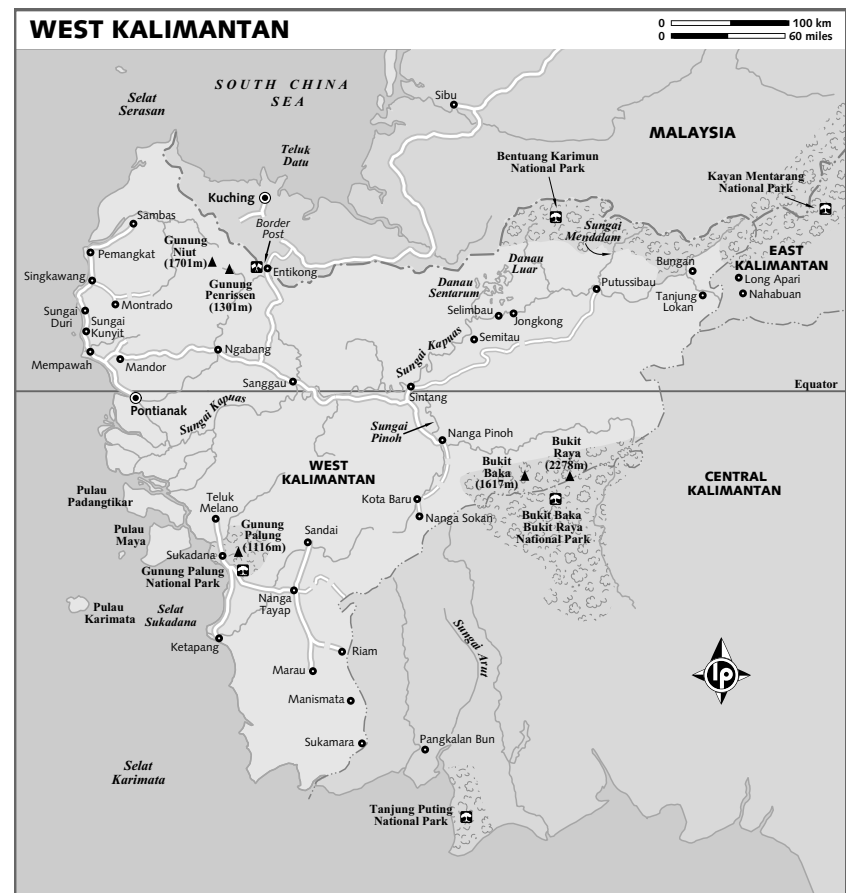 WEST KALIMANTAN
0 100 km
0 60 miles
Selat
Serasan
SOUTH CHINA
SEA
Sibu
MALAYSIA
Teluk
Datu
Bentuang Karimun
National Park
Kayan Mentarang
National Park
Kuching
Border
Post
Sambas
Gunung
Niut
(1701m)
Sungai
Mendalam
Pemangkat
EAST
KALIMANTAN
Danau
Luar
Bungan
Singkawang
Entikong
Gunung
Penrissen
(1301m)
Danau
Sentarum
Putussibau
Long Apari
Tanjung
Lokan
Nahabuan
Montrado
Sungai
Duri
Selimbau
Jongkong
Sungai
Kunyit
Semitau
Sungai Kapuas
Mempawah
Mandor
Ngabang
Sanggau
Equator
Sintang
Pontianak
Sungai Kapuas
Sungai
Pinoh
Nanga Pinoh
Bukit
Raya
(2278m)
Bukit
Baka
(1617m)
WEST
KALIMANTAN
CENTRAL
KALIMANTAN
Pulau
Padangtikar
Teluk
Melano
Kota Baru
Nanga Sokan
Bukit Baka
Bukit Raya
National Park
Gunung
Palung
(1116m)
Sandai
Pulau
Maya
Sukadana
Gunung Palung
National Park
Nanga
Tayap
Pulau
Karimata
Selat
Sukadana
Sungai Arut
Ketapang
Riam
Marau
lp
Manismata
Sukamara
Pangkalan Bun
Selat
Karimata
Tanjung Puting
National Park